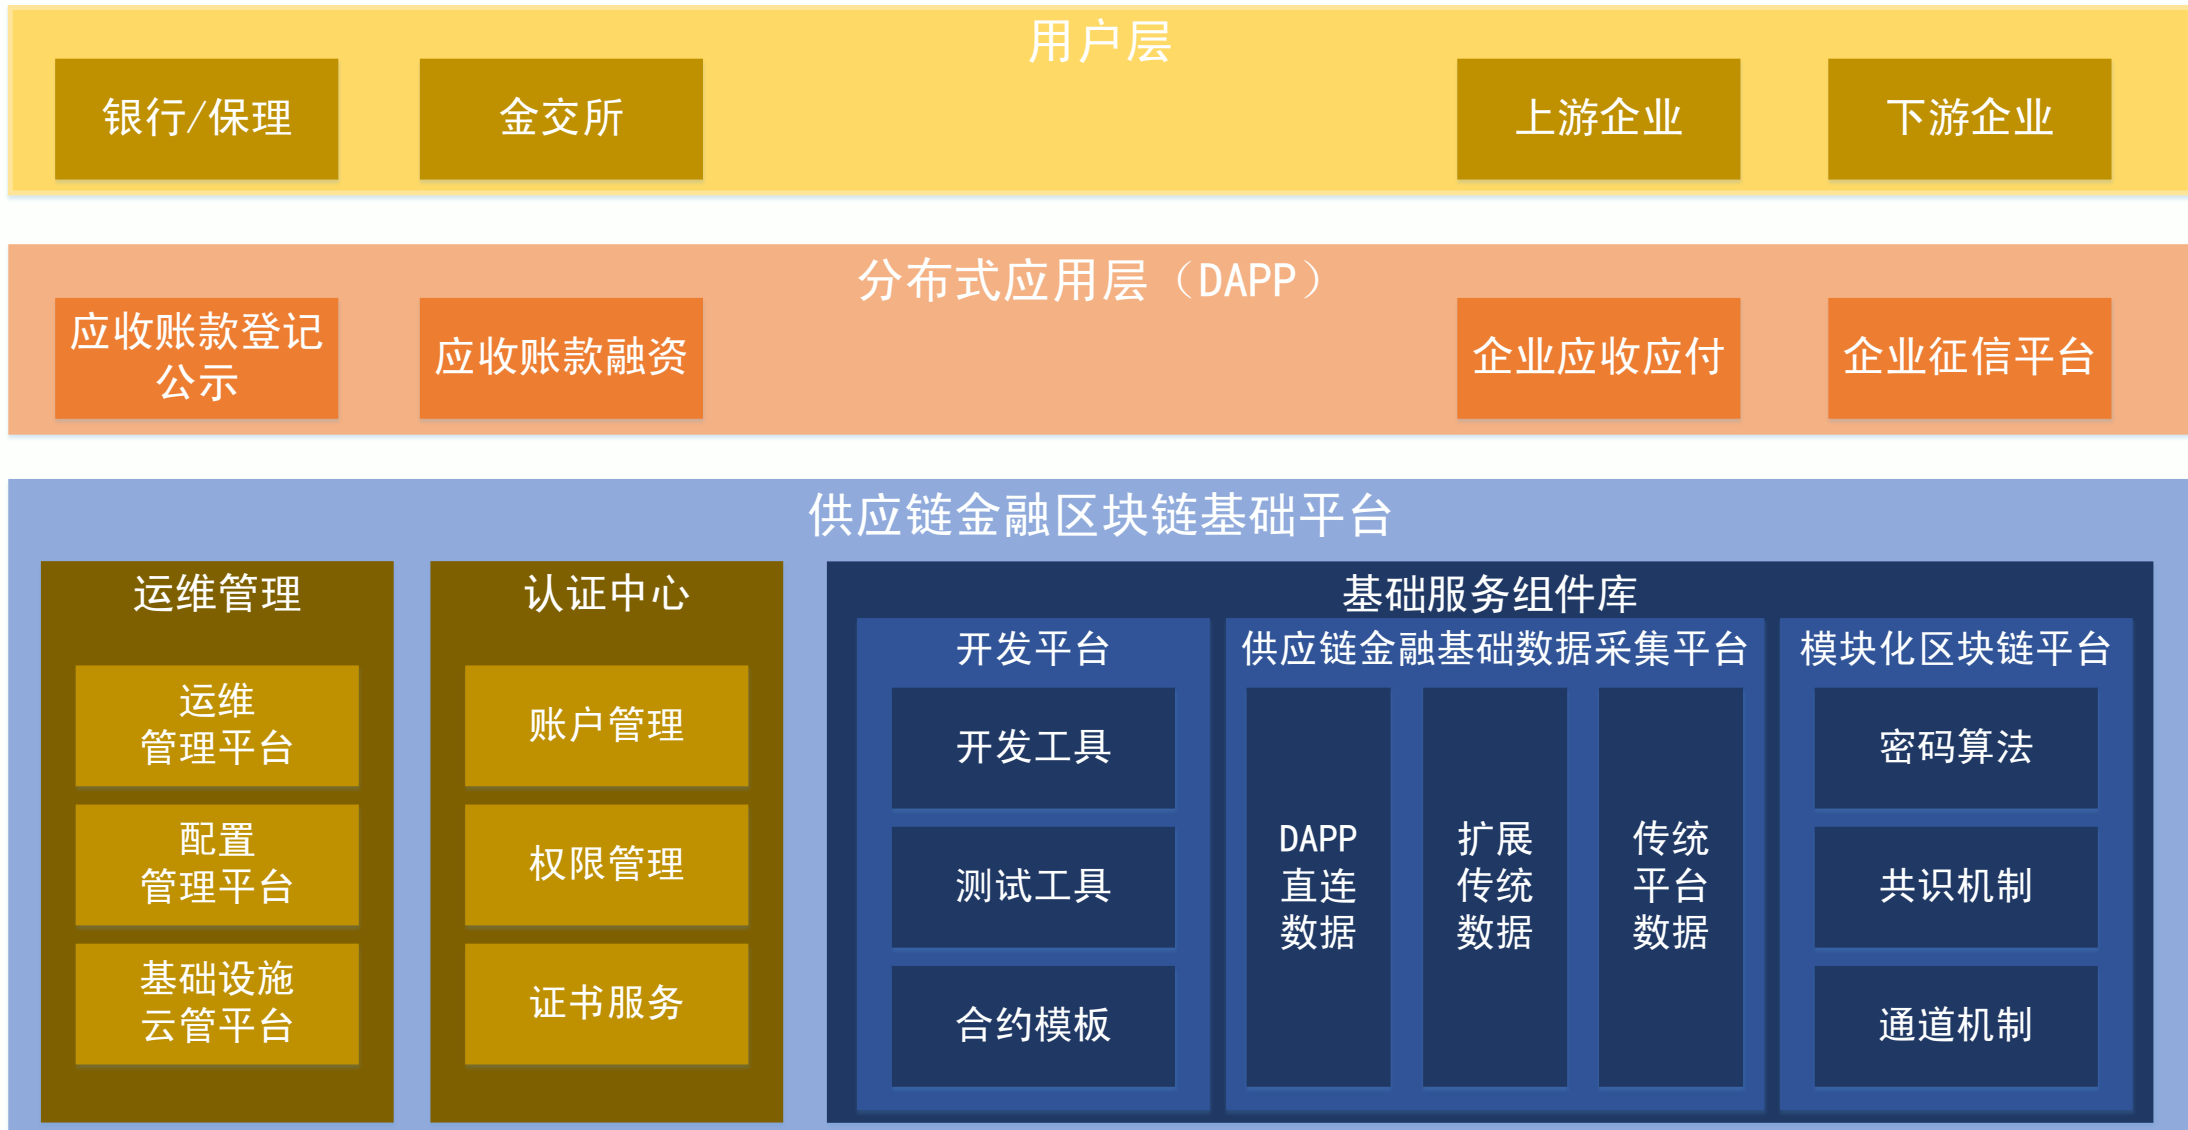 用户层
银行/保理
金交所
上游企业
下游企业
分布式应用层（DAPP）
应收账款登记
公示
应收账款融资
企业应收应付
企业征信平台
供应链金融区块链基础平台
运维管理
运维
管理平台
配置
管理平台
基础设施
云管平台
认证中心
账户管理
权限管理
证书服务
基础服务组件库
开发平台
开发工具
测试工具
合约模板
供应链金融基础数据采集平台
DAPP
直连
数据
扩展
传统
数据
传统
平台
数据
模块化区块链平台
密码算法
共识机制
通道机制